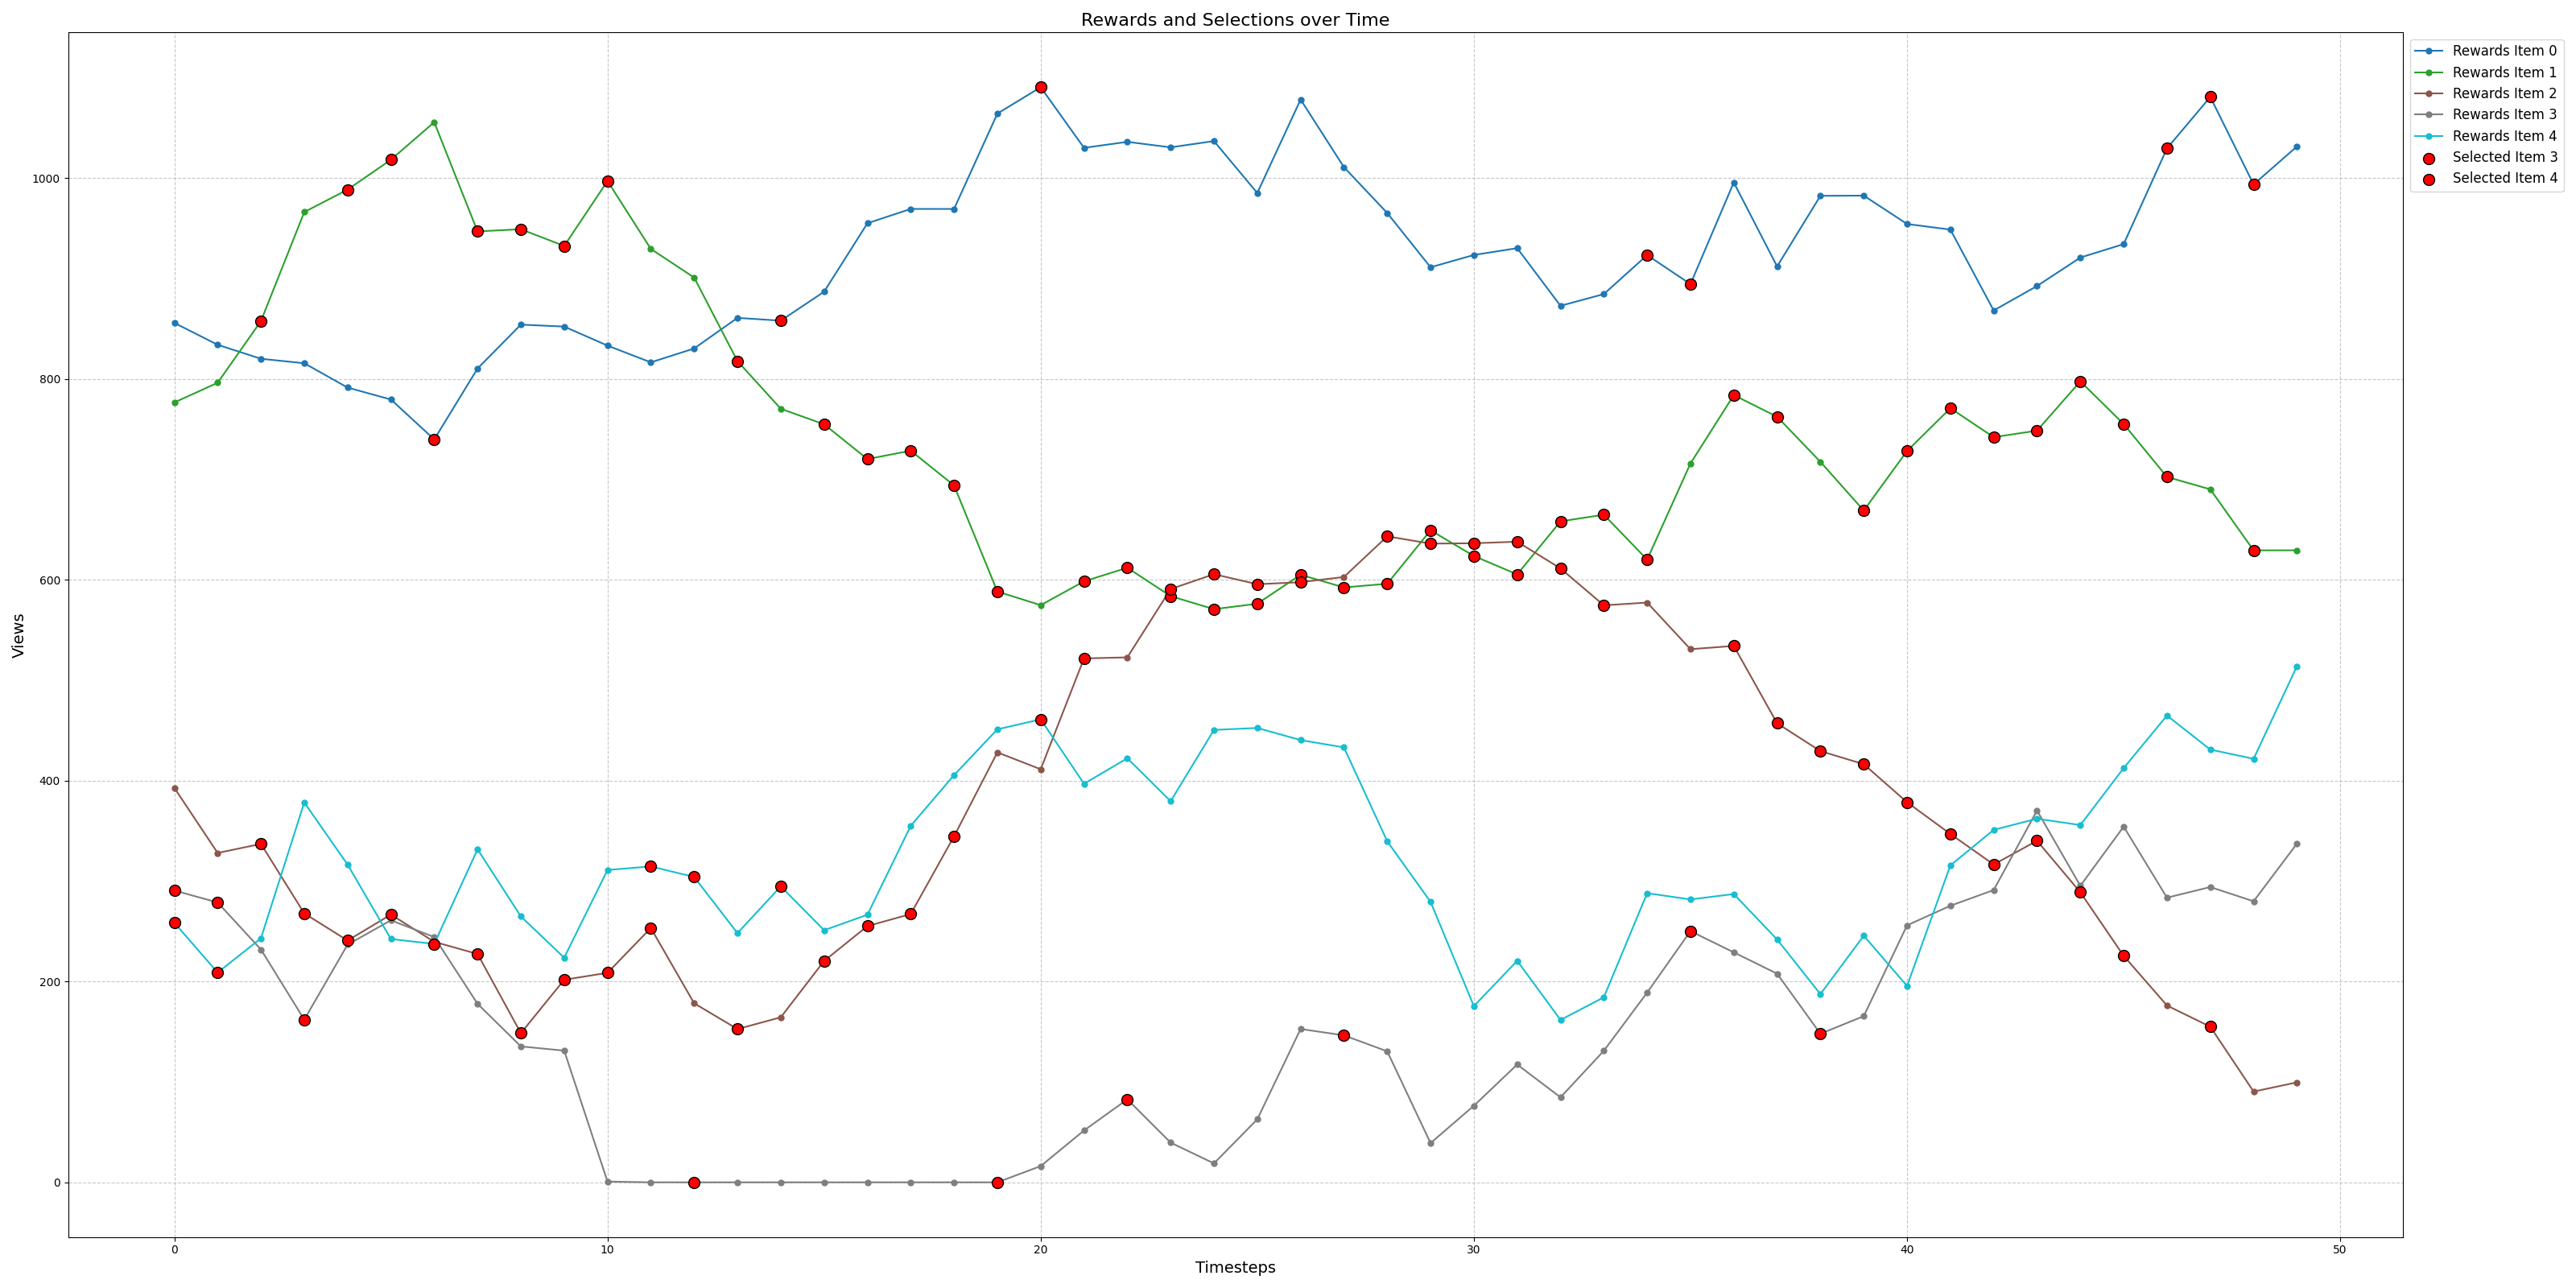 Rewards and Selections over Time
Rewards Item 0
Rewards Item 1
Rewards Item 2
Rewards Item 3
Rewards Item 4
Selected Item 3
Selected Item 4
Views
1000
800
600
400
200
0
0 10 20 30 40 50
Timesteps